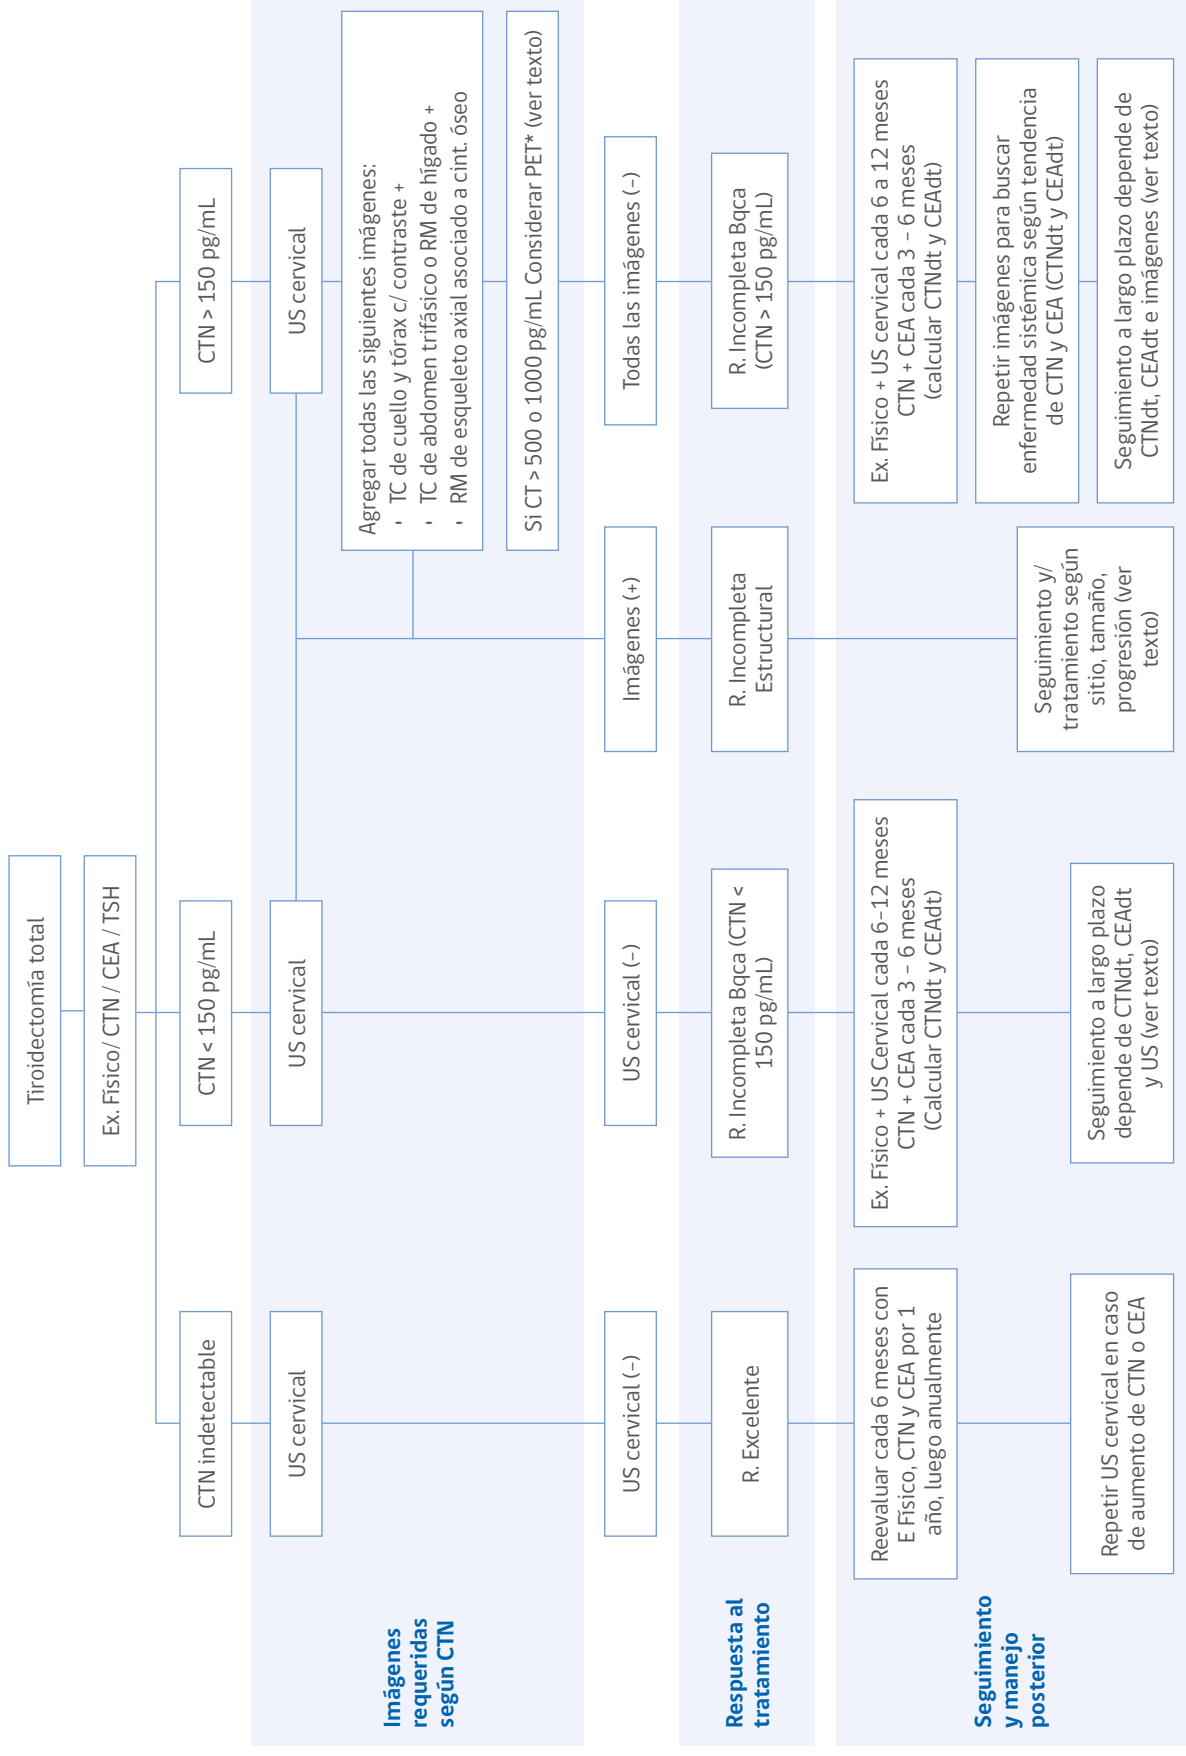 Tiroidectomía total
Ex. Físico/ CTN / CEA / TSH
CTN indetectable
CTN < 150 pg/mL
CTN > 150 pg/mL
Imágenes
requeridas
según CTN
US cervical
US cervical
US cervical
Agregar todas las siguientes imágenes:
• TC de cuello y tórax c/ contraste +
• TC de abdomen trifásico o RM de hígado +
• RM de esqueleto axial asociado a cint. óseo
Si CT > 500 o 1000 pg/mL Considerar PET* (ver texto)
US cervical (-)
US cervical (-)
Imágenes (+)
Todas las imágenes (-)
Respuesta al
tratamiento
R. Excelente
R. Incompleta Bqca (CTN <
150 pg/mL)
R. Incompleta
Estructural
R. Incompleta Bqca
(CTN > 150 pg/mL)
Seguimiento
y manejo
posterior
Reevaluar cada 6 meses con
E Físico, CTN y CEA por 1
año, luego anualmente
Ex. Físico + US Cervical cada 6-12 meses
CTN + CEA cada 3 - 6 meses
(Calcular CTNdt y CEAdt)
Ex. Físico + US cervical cada 6 a 12 meses
CTN + CEA cada 3 - 6 meses
(calcular CTNdt y CEAdt)
Repetir imágenes para buscar
enfermedad sistémica según tendencia
de CTN y CEA (CTNdt y CEAdt)
Repetir US cervical en caso
de aumento de CTN o CEA
Seguimiento a largo plazo
depende de CTNdt, CEAdt
y US (ver texto)
Seguimiento y/
tratamiento según
sitio, tamaño,
progresión (ver
texto)
Seguimiento a largo plazo depende de
CTNdt, CEAdt e imágenes (ver texto)